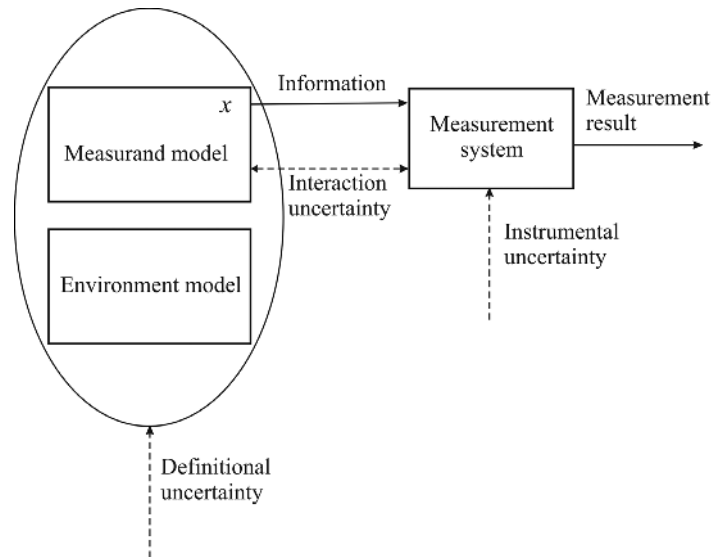 x
Measurand model
Information
Measurement
system
Measurement
result
Interaction
uncertainty
Instrumental
uncertainty
Environment model
Definitional
uncertainty